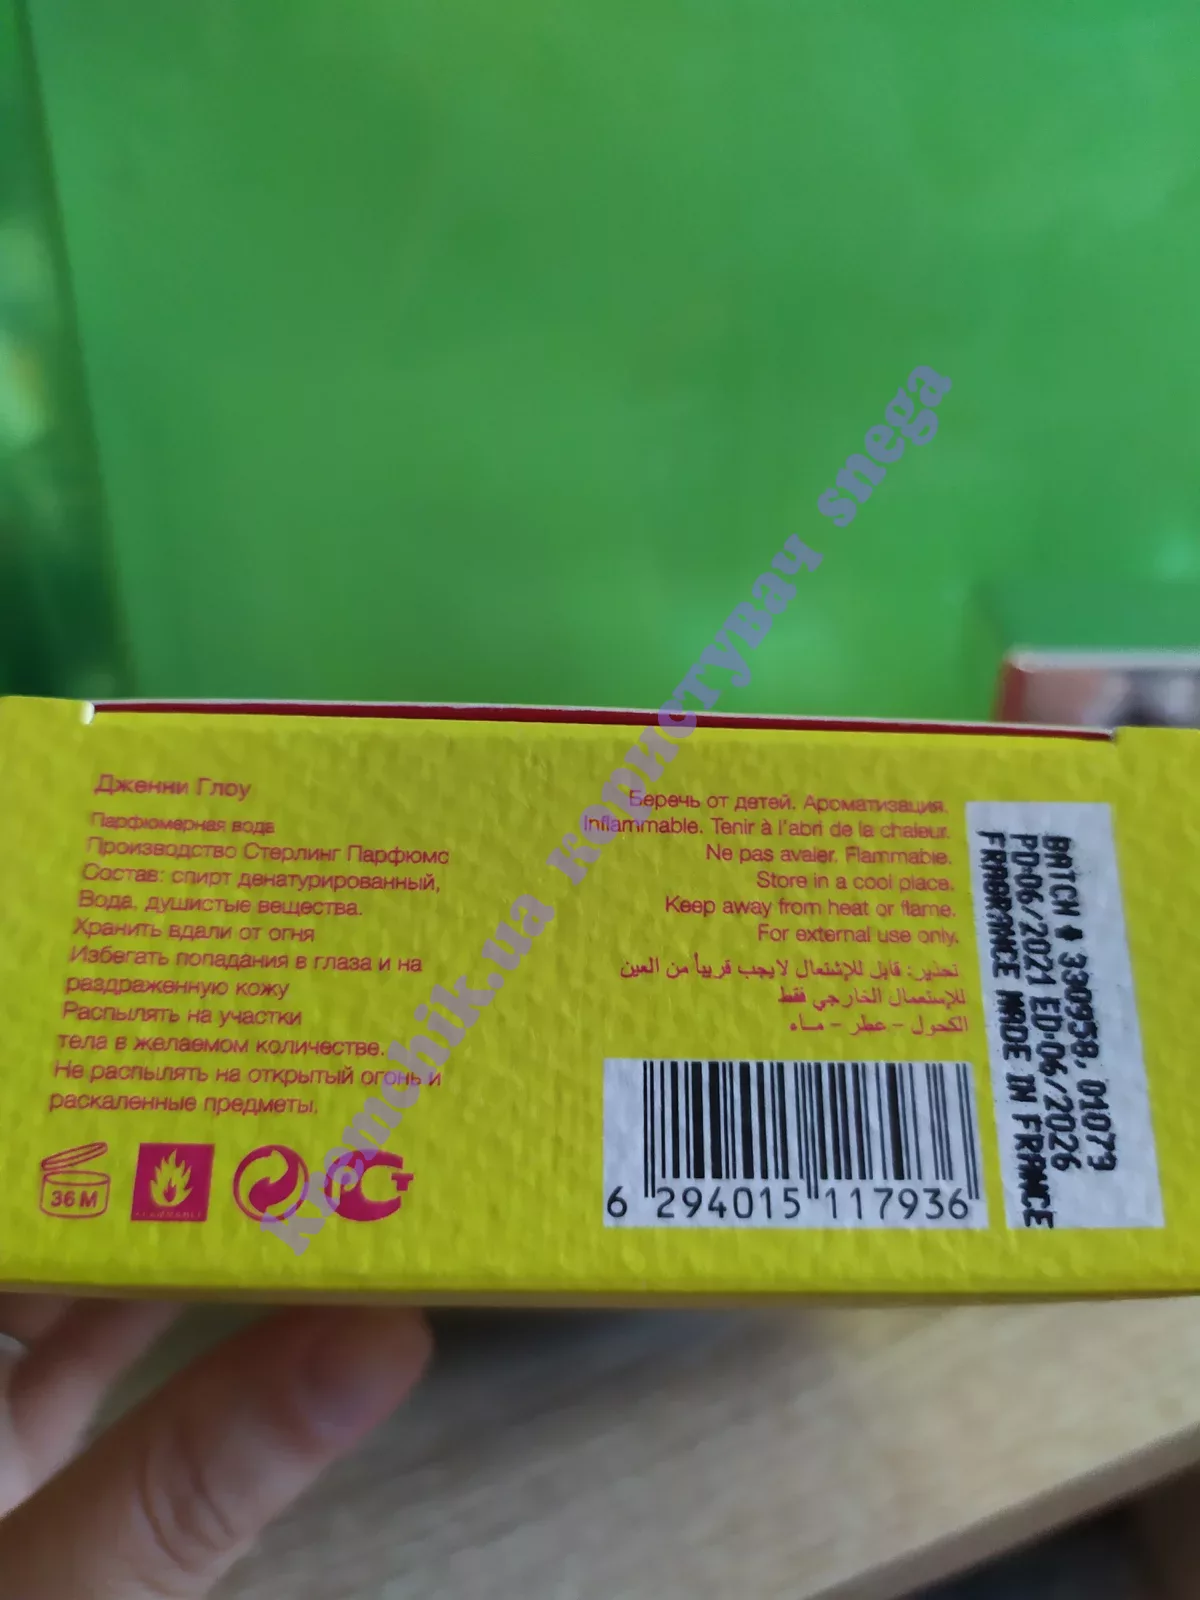 Дженни Глоу
Парфюмерная вода
Производство Стерлинг Парфюмс
Состав: спирт денатурированный,
Вода, душистые вещества.
Хранить вдали от огня
Избегать попадания в глаза и на
раздраженную кожу
Распылять на участки
тела в желаемом количестве.
Не распылять на открытый огонь и
раскаленные предметы.
36 M
Беречь от детей. Ароматизация.
Inflammable. Tenir à l'abri de la chaleur.
Ne pas avaler. Flammable.
Store in a cool place.
Keep away from heat or flame.
For external use only.
تحذير: قابل للإشتعال لايجب قريباً من العين
للإستعمال الخارجي فقط
الكحول - عطر - ماء
6 294015 117936
BATCH # 330958, 01079
PD-06/2021 ED-06/2026
FRAGRANCE MADE IN FRANCE
Kremchik.ua користувач snega